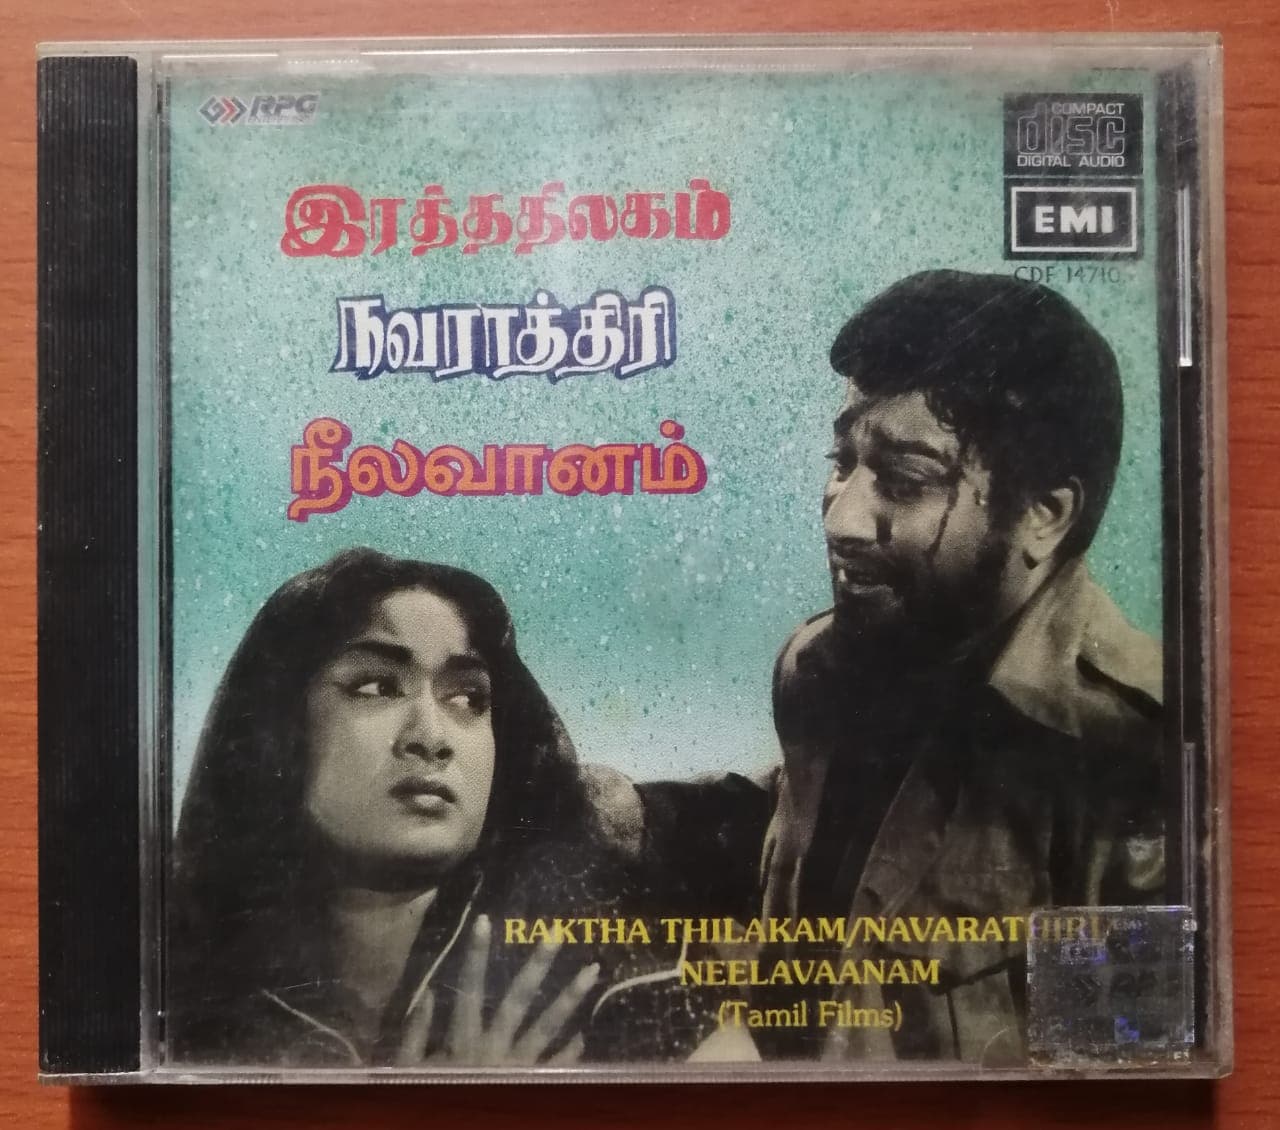 RPG
COMPACT
disc
DIGITAL AUDIO
EMI
CDF 14710
இரத்ததிலகம்
நவராத்திரி
நீலவானம்
RAKTHA THILAKAM/NAVARATHIRI/
NEELAVAANAM
(Tamil Films)